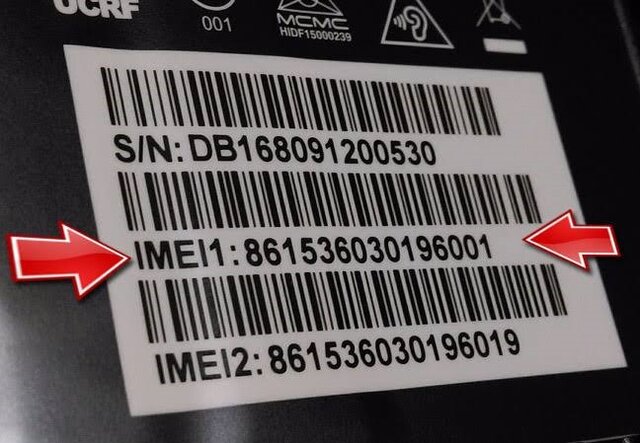 UCRF
001
MCMC
HIDF15000239
S/N: DB168091200530
IMEI1: 861536030196001
IMEI2: 861536030196019